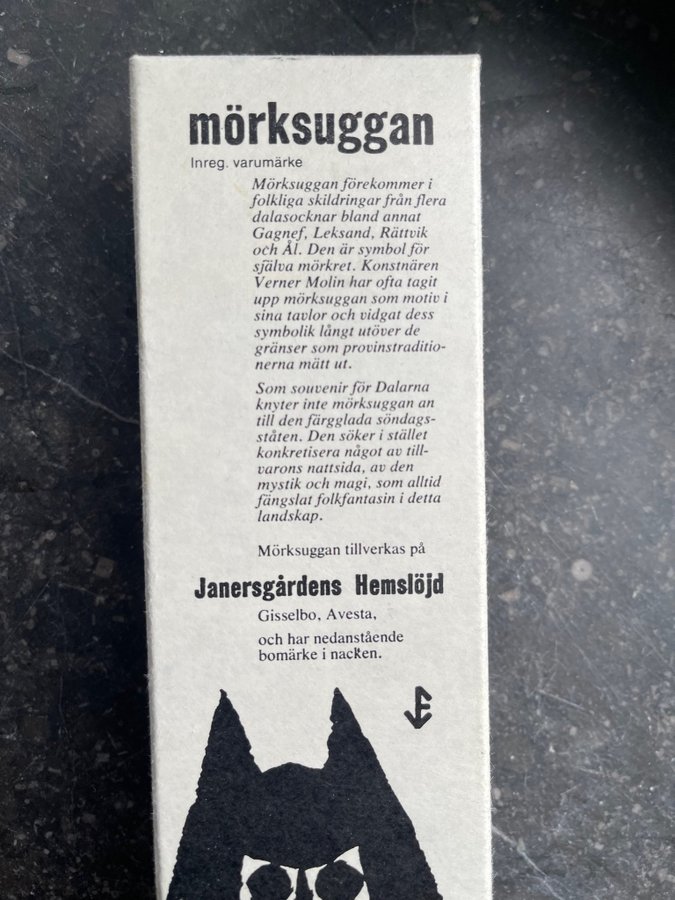 mörksuggan
Inreg. varumärke
Mörksuggan förekommer i
folkliga skildringar från flera
dalasocknar bland annat
Gagnef, Leksand, Rättvik
och Ål. Den är symbol för
själva mörkret. Konstnären
Verner Molin har ofta tagit
upp mörksuggan som motiv i
sina tavlor och vidgat dess
symbolik långt utöver de
gränser som provinstraditio-
nerna mätt ut.
Som souvenir för Dalarna
knyter inte mörksuggan an
till den färgglada söndags-
ståten. Den söker i stället
konkretisera något av till-
varons nattsida, av den
mystik och magi, som alltid
fängslat folkfantasin i detta
landskap.
Mörksuggan tillverkas på
Janersgårdens Hemslöjd
Gisselbo, Avesta,
och har nedanstående
bomärke i nacken.